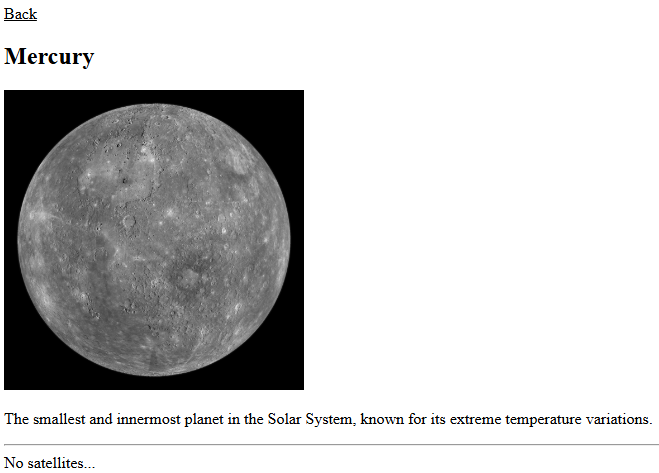 Back
Mercury
The smallest and innermost planet in the Solar System, known for its extreme temperature variations.
No satellites...